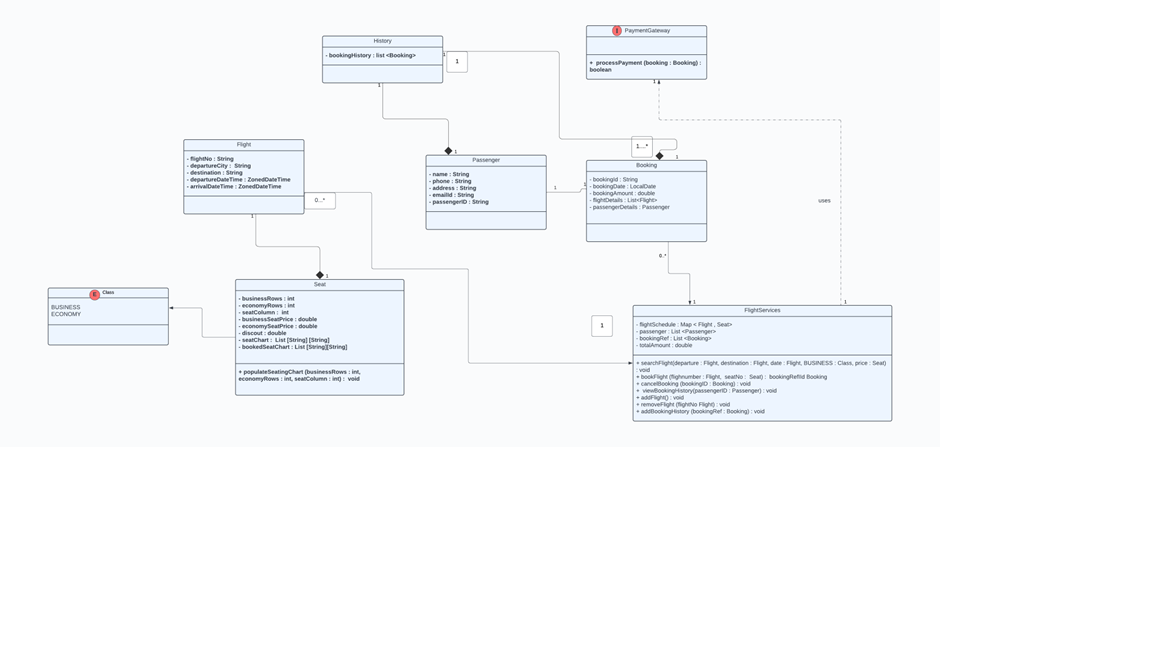 History
- bookingHistory : list <Booking>
1
1
1
I
PaymentGateway
+ processPayment (booking : Booking) :
boolean
1
Flight
- flightNo : String
- departureCity : String
- destination : String
- departureDateTime : ZonedDateTime
- arrivalDateTime : ZonedDateTime
0...*
1
1
Passenger
- name : String
- phone : String
- address : String
- emailId : String
- passengerID : String
1
1
1....*
1
Booking
- bookingId : String
- bookingDate : LocalDate
- bookingAmount : double
- flightDetails : List<Flight>
- passengerDetails : Passenger
uses
0..*
1
Seat
- businessRows : int
- economyRows : int
- seatColumn : int
- businessSeatPrice : double
- economySeatPrice : double
- discout : double
- seatChart : List [String] [String]
- bookedSeatChart : List [String][String]
+ populateSeatingChart (businessRows : int,
economyRows : int, seatColumn : int) : void
E
Class
BUSINESS
ECONOMY
1
1
1
FlightServices
- flightSchedule : Map < Flight , Seat>
- passenger : List <Passenger>
- bookingRef : List <Booking>
- totalAmount : double
+ searchFlight(departure : Flight, destination : Flight, date : Flight, BUSINESS : Class, price : Seat)
: void
+ bookFlight (flighnumber : Flight, seatNo : Seat) : bookingRefId Booking
+ cancelBooking (bookingID : Booking) : void
+ viewBookingHistory(passengerID : Passenger) : void
+ addFlight() : void
+ removeFlight (flightNo Flight) : void
+ addBookingHistory (bookingRef : Booking) : void